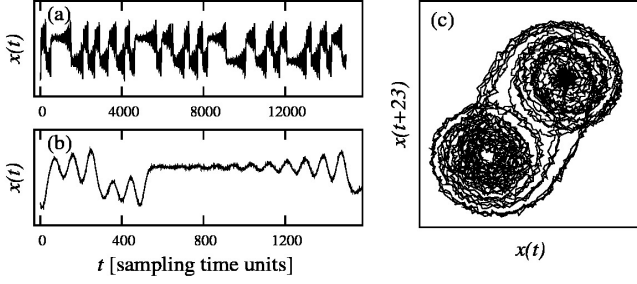 (a)
x(t)
0 4000 8000 12000
(b)
x(t)
0 400 800 1200
t [sampling time units]
(c)
x(t+23)
x(t)